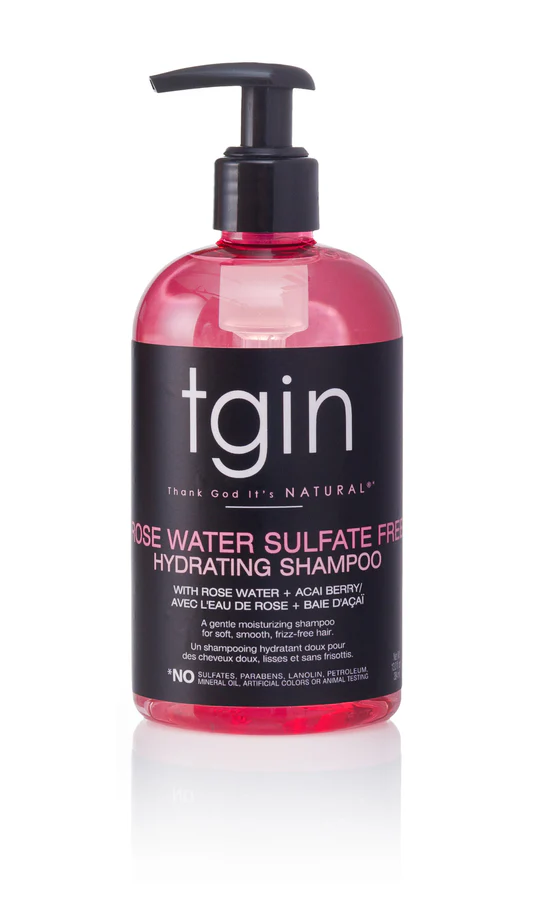 tgin
Thank God It's NATURAL®*
ROSE WATER SULFATE FREE
HYDRATING SHAMPOO
WITH ROSE WATER + ACAI BERRY/
AVEC L'EAU DE ROSE + BAIE D'AÇAÏ
A gentle moisturizing shampoo
for soft, smooth, frizz-free hair.
Un shampooing hydratant doux pour
des cheveux doux, lisses et sans frisottis.
*NO SULFATES, PARABENS, LANOLIN, PETROLEUM,
MINERAL OIL, ARTIFICIAL COLORS OR ANIMAL TESTING